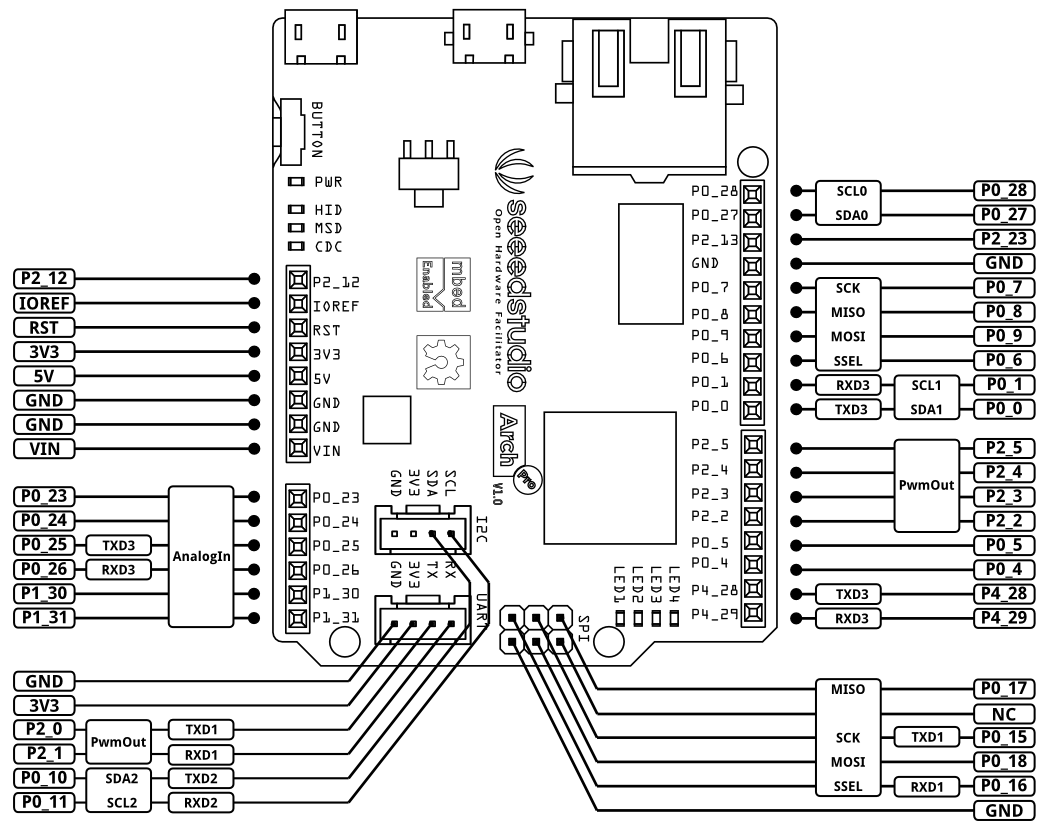 BUTTON
PWR
HID
MSD
CDC
seeedstudio
Open Hardware Facilitator
mbed
Enabled
Arch
Pro
V1.0
P2_12 P2_12
IOREF IOREF
RST RST
3V3 3V3
5V 5V
GND GND
GND GND
VIN VIN
AnalogIn
P0_23 P0_23
P0_24 P0_24
P0_25 TXD3 P0_25
P0_26 RXD3 P0_26
P1_30 P1_30
P1_31 P1_31
GND 3V3 SDA SCL
I2C
GND 3V3 TX RX
UART
GND
3V3
P2_0 TXD1
PwmOut
P2_1 RXD1
P0_10 SDA2 TXD2
P0_11 SCL2 RXD2
P0_28 SCL0 P0_28
P0_27 SDA0 P0_27
P2_13 P2_23
GND GND
P0_7 SCK P0_7
P0_8 MISO P0_8
P0_9 MOSI P0_9
P0_6 SSEL P0_6
P0_1 RXD3 SCL1 P0_1
P0_0 TXD3 SDA1 P0_0
P2_5 P2_5
P2_4 P2_4
PwmOut
P2_3 P2_3
P2_2 P2_2
P0_5 P0_5
P0_4 P0_4
P4_28 TXD3 P4_28
P4_29 RXD3 P4_29
LED1 LED2 LED3 LED4
SPI
MISO P0_17
NC
SCK TXD1 P0_15
MOSI P0_18
SSEL RXD1 P0_16
GND